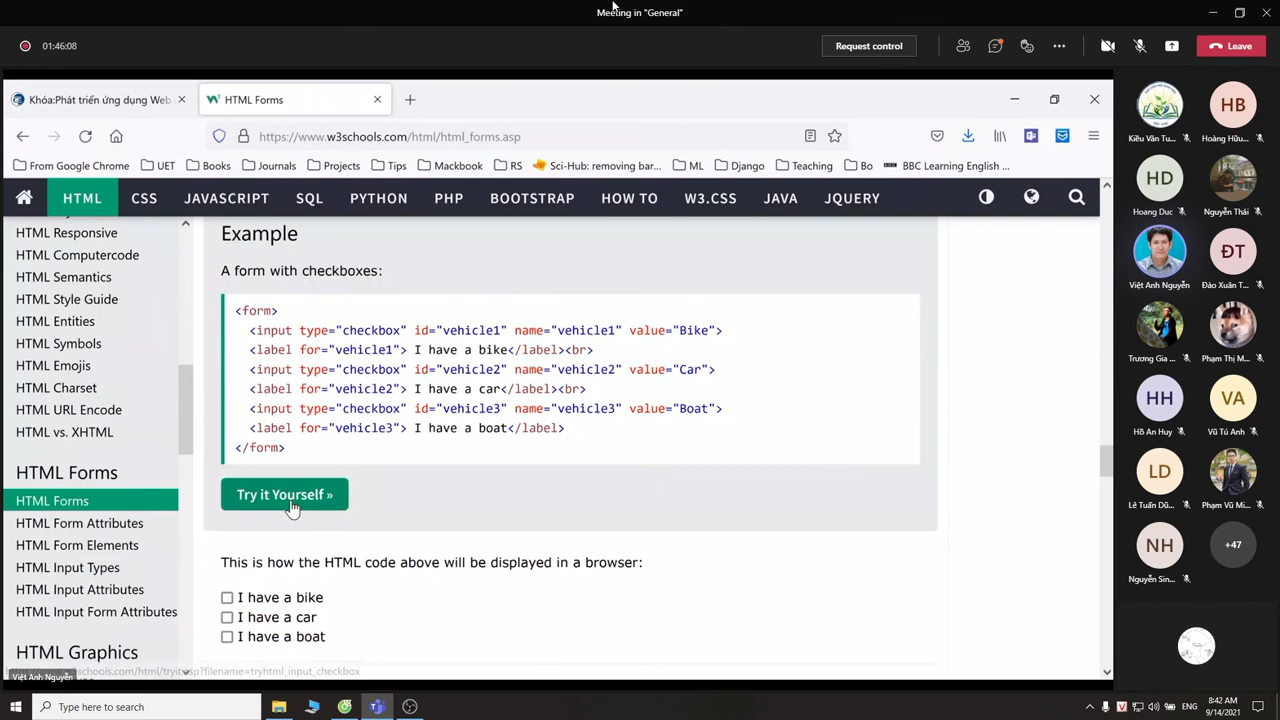 Meeting in "General"
01:46:08
Request control
Leave
Khóa:Phát triển ứng dụng Web
HTML Forms
https://www.w3schools.com/html/html_forms.asp
From Google Chrome
UET
Books
Journals
Projects
Tips
Mackbook
RS
Sci-Hub: removing bar...
ML
Django
Teaching
Bo
BBC Learning English ...
HTML
CSS
JAVASCRIPT
SQL
PYTHON
PHP
BOOTSTRAP
HOW TO
W3.CSS
JAVA
JQUERY
HTML Responsive
HTML Computercode
HTML Semantics
HTML Style Guide
HTML Entities
HTML Symbols
HTML Emojis
HTML Charset
HTML URL Encode
HTML vs. XHTML
HTML Forms
HTML Forms
HTML Form Attributes
HTML Form Elements
HTML Input Types
HTML Input Attributes
HTML Input Form Attributes
HTML Graphics
Example
A form with checkboxes:
<form>
<input type="checkbox" id="vehicle1" name="vehicle1" value="Bike">
<label for="vehicle1"> I have a bike</label><br>
<input type="checkbox" id="vehicle2" name="vehicle2" value="Car">
<label for="vehicle2"> I have a car</label><br>
<input type="checkbox" id="vehicle3" name="vehicle3" value="Boat">
<label for="vehicle3"> I have a boat</label>
</form>
Try it Yourself »
This is how the HTML code above will be displayed in a browser:
I have a bike
I have a car
I have a boat
Việt Anh Nguyễn
Kiều Văn Tu...
HB
Hoàng Hữu...
HD
Hoang Duc
Nguyễn Thái
Việt Anh Nguyễn
ĐT
Đào Xuân T...
Trương Gia ...
Phạm Thị M...
HH
Hồ An Huy
VA
Vũ Tú Anh
LD
Lê Tuấn Dũ...
Phạm Vũ Mi...
NH
Nguyễn Sin...
+47
Type here to search
8:42 AM
9/14/2021